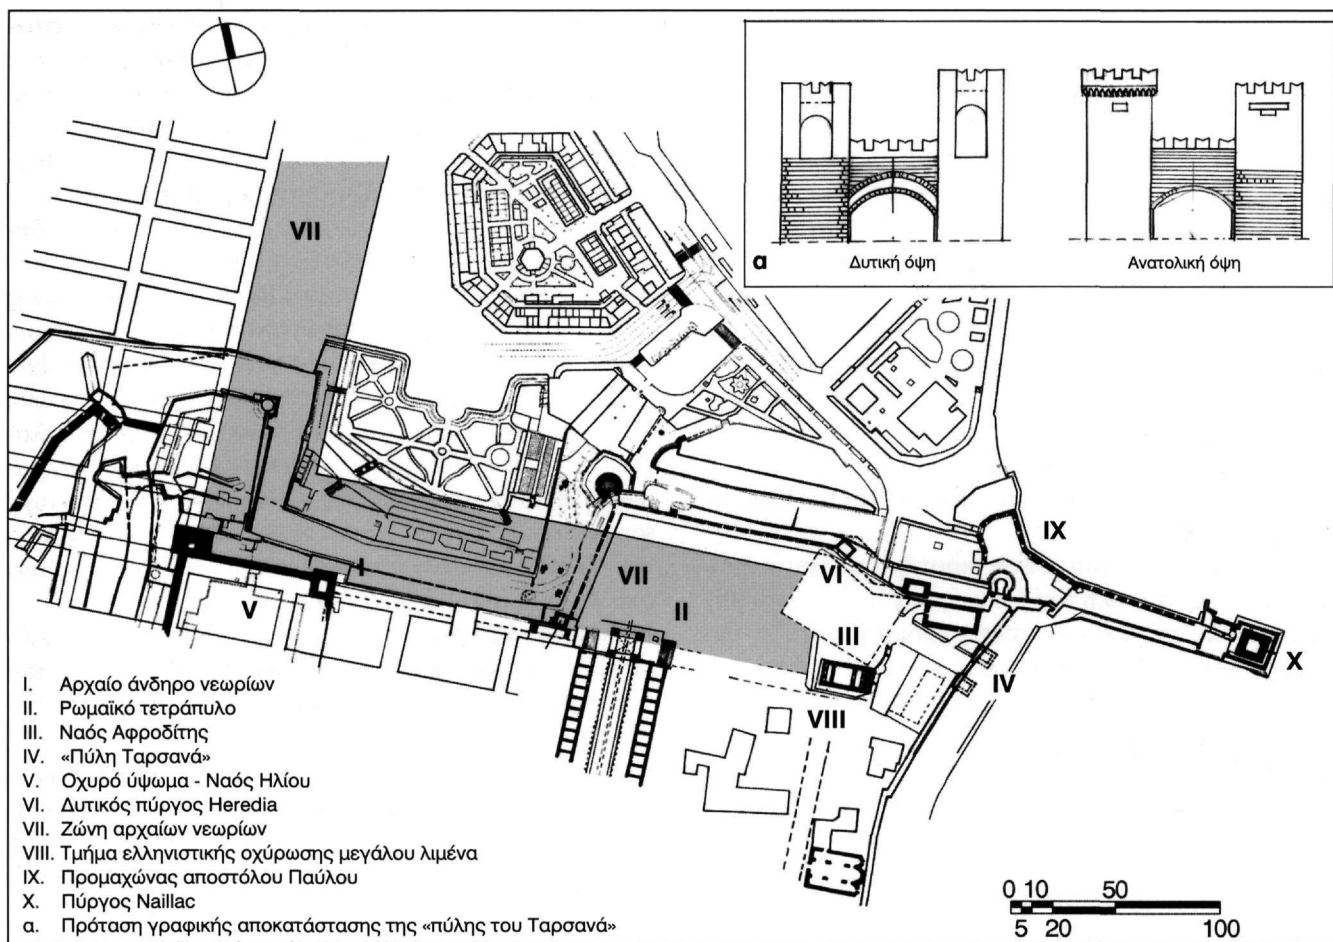 α
Δυτική όψη
Ανατολική όψη
VII
IX
VI
VII
II
I
V
III
IV
X
VIII
I. Αρχαίο άνδηρο νεωρίων
II. Ρωμαϊκό τετράπυλο
III. Ναός Αφροδίτης
IV. «Πύλη Ταρσανά»
V. Οχυρό ύψωμα - Ναός Ηλίου
VI. Δυτικός πύργος Heredia
VII. Ζώνη αρχαίων νεωρίων
VIII. Τμήμα ελληνιστικής οχύρωσης μεγάλου λιμένα
IX. Προμαχώνας αποστόλου Παύλου
X. Πύργος Naillac
α. Πρόταση γραφικής αποκατάστασης της «πύλης του Ταρσανά»
0 10 50
5 20 100